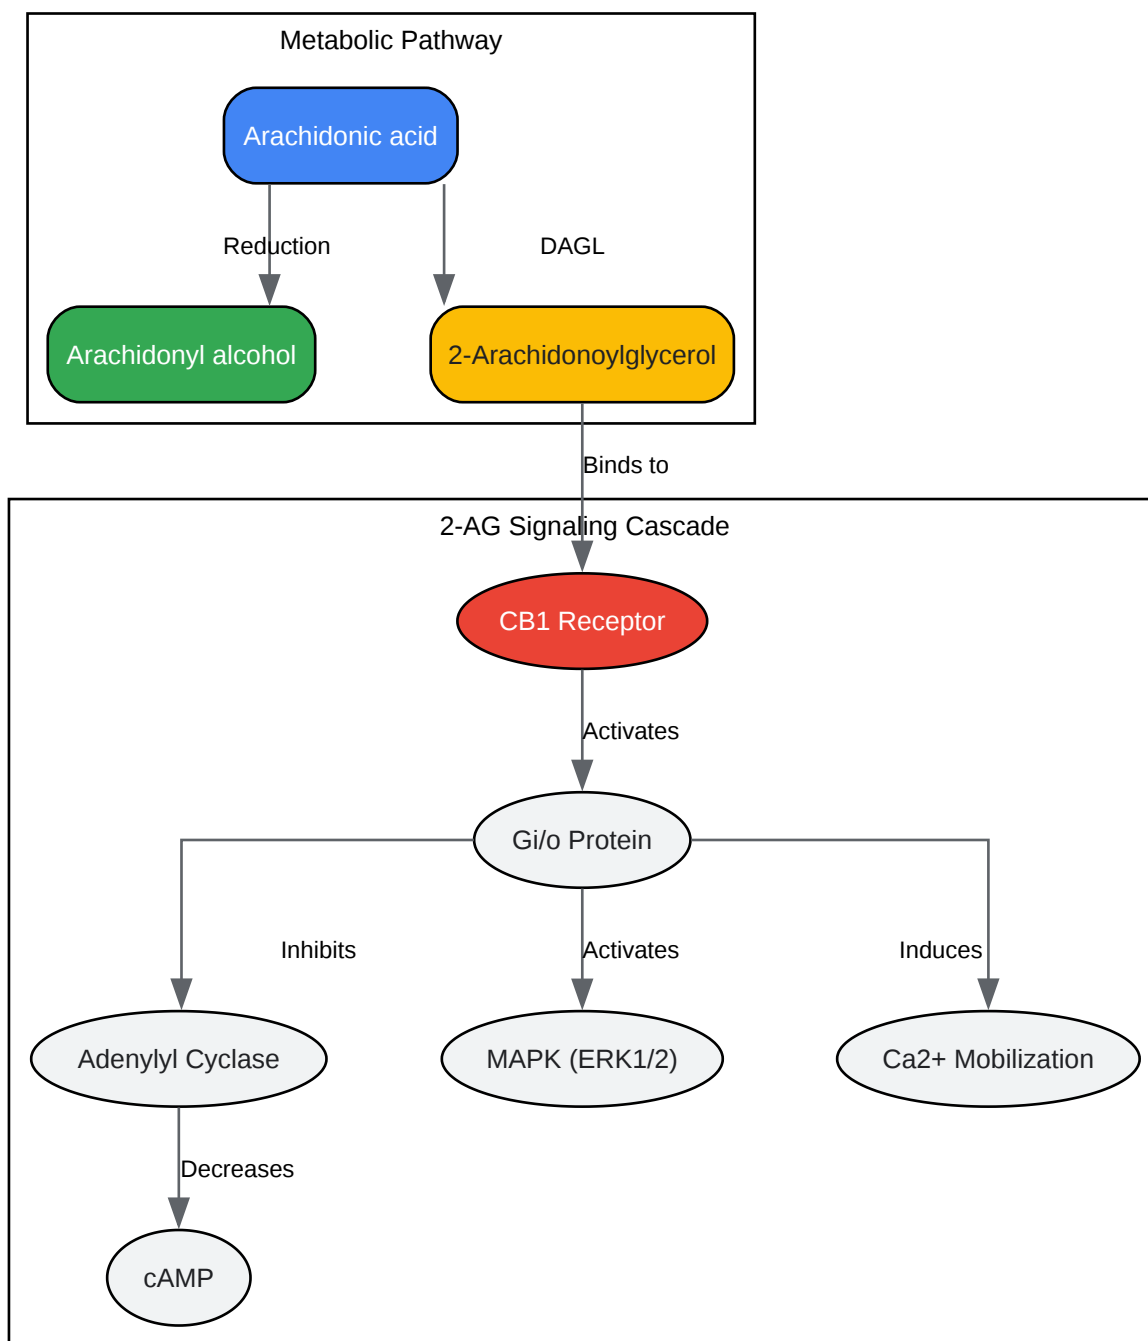 Metabolic Pathway
Arachidonic acid
Reduction
DAGL
Arachidonyl alcohol
2-Arachidonoylglycerol
Binds to
2-AG Signaling Cascade
CB1 Receptor
Activates
Gi/o Protein
Inhibits
Activates
Induces
Adenylyl Cyclase
MAPK (ERK1/2)
Ca2+ Mobilization
Decreases
cAMP